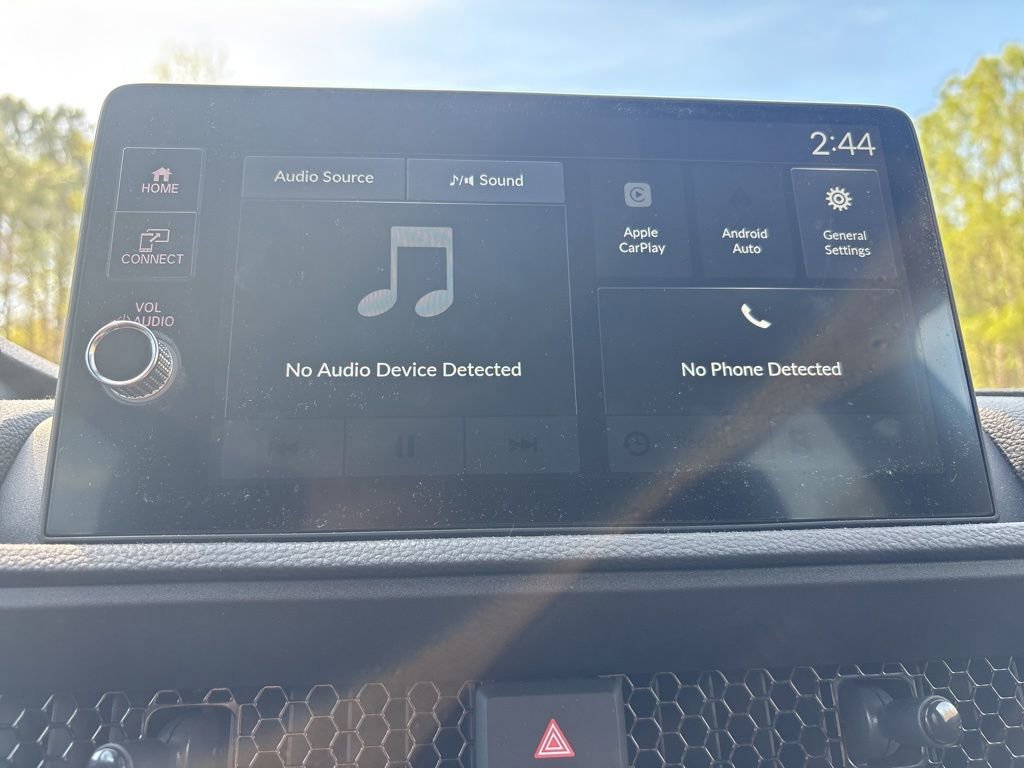 2:44
HOME
CONNECT
VOL
AUDIO
Audio Source
Sound
Apple
CarPlay
Android
Auto
General
Settings
No Audio Device Detected
No Phone Detected